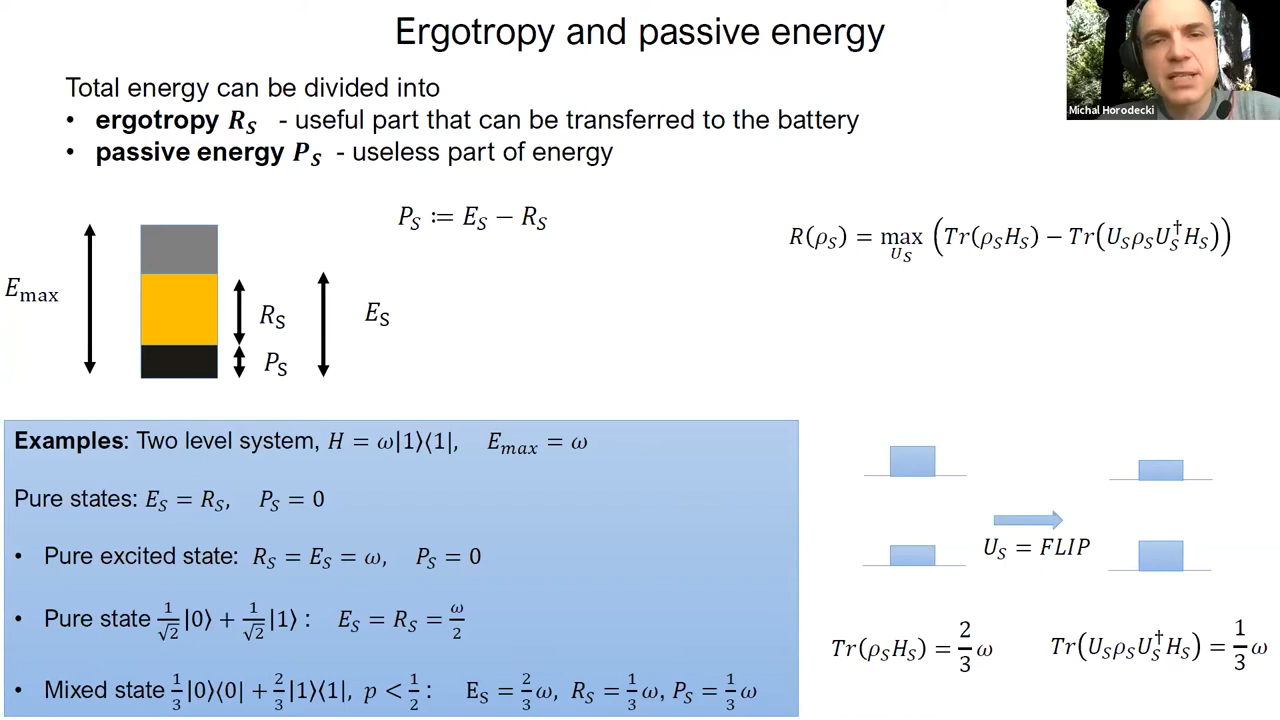 Ergotropy and passive energy
Michal Horodecki
Total energy can be divided into
• ergotropy R_S - useful part that can be transferred to the battery
• passive energy P_S - useless part of energy
P_S ≔ E_S − R_S
R(ρ_S) = max_{U_S} (Tr(ρ_S H_S) − Tr(U_S ρ_S U_S^† H_S))
E_max
R_S
E_S
P_S
Examples: Two level system, H = ω|1⟩⟨1|, E_max = ω
Pure states: E_S = R_S, P_S = 0
• Pure excited state: R_S = E_S = ω, P_S = 0
• Pure state 1/√2 |0⟩ + 1/√2 |1⟩ : E_S = R_S = ω/2
• Mixed state 1/3 |0⟩⟨0| + 2/3 |1⟩⟨1|, p < 1/2 : E_S = 2/3 ω, R_S = 1/3 ω, P_S = 1/3 ω
U_S = FLIP
Tr(ρ_S H_S) = 2/3 ω
Tr(U_S ρ_S U_S^† H_S) = 1/3 ω